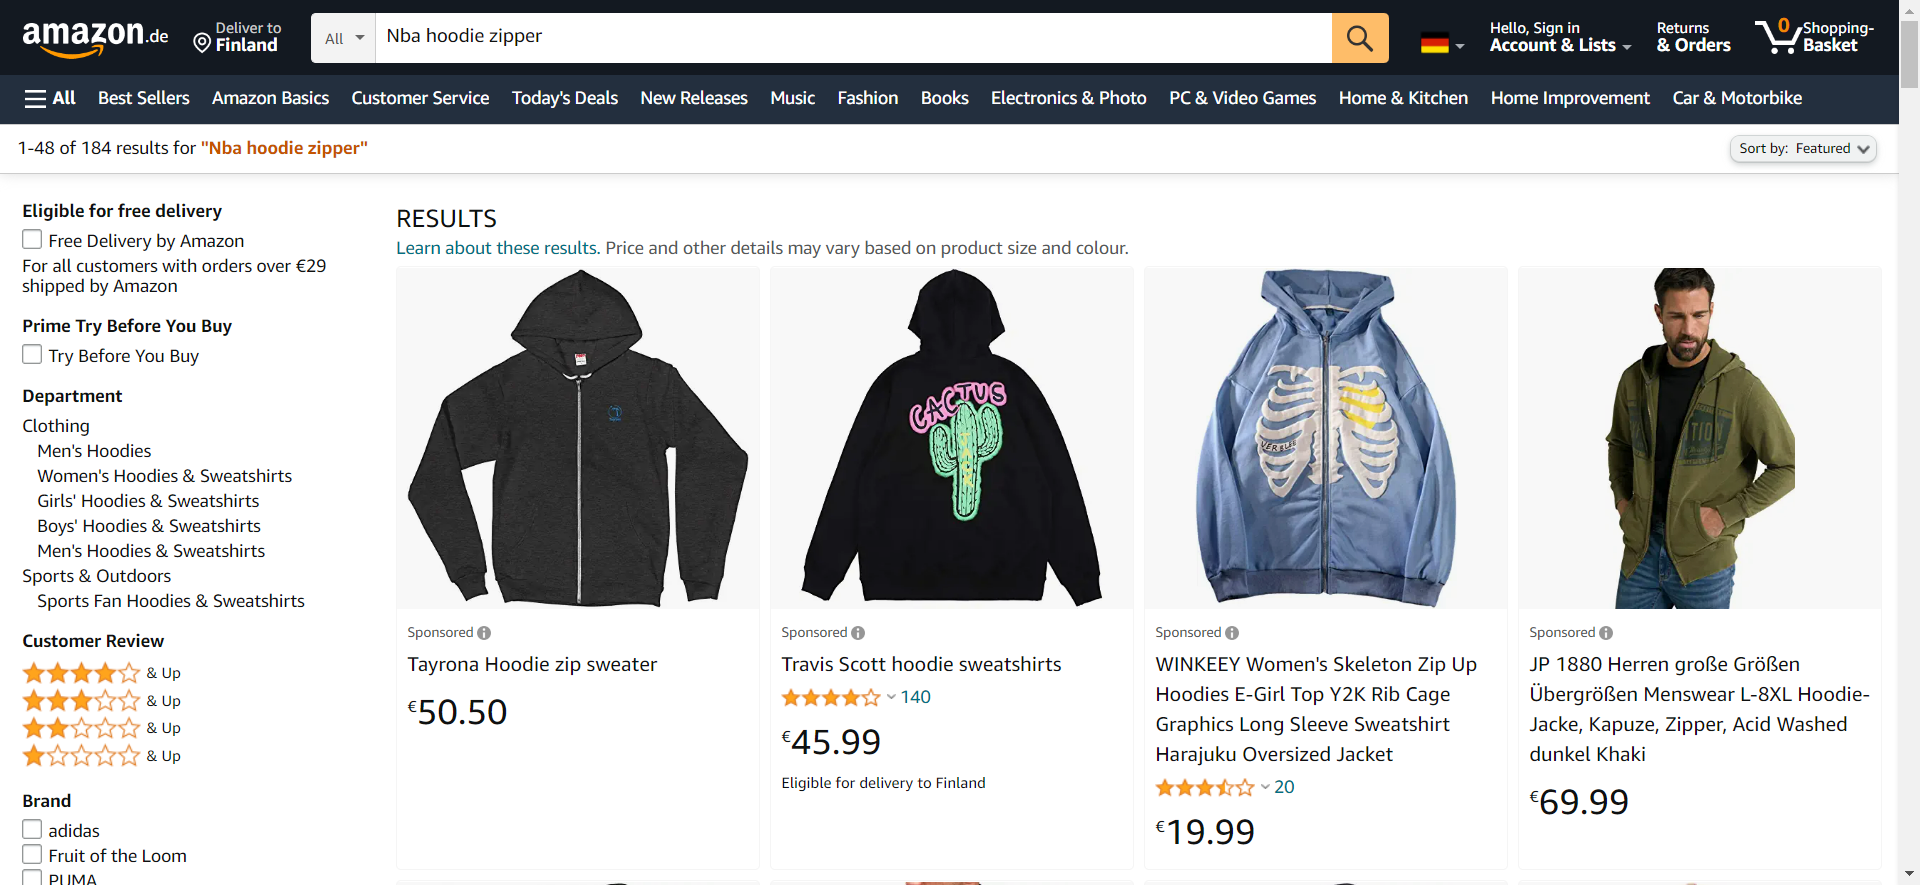 amazon.de
Deliver to
Finland
All
Nba hoodie zipper
Hello, Sign in
Account & Lists
Returns
& Orders
0
Shopping-
Basket
All
Best Sellers
Amazon Basics
Customer Service
Today's Deals
New Releases
Music
Fashion
Books
Electronics & Photo
PC & Video Games
Home & Kitchen
Home Improvement
Car & Motorbike
1-48 of 184 results for "Nba hoodie zipper"
Sort by: Featured
Eligible for free delivery
Free Delivery by Amazon
For all customers with orders over €29
shipped by Amazon
Prime Try Before You Buy
Try Before You Buy
Department
Clothing
Men's Hoodies
Women's Hoodies & Sweatshirts
Girls' Hoodies & Sweatshirts
Boys' Hoodies & Sweatshirts
Men's Hoodies & Sweatshirts
Sports & Outdoors
Sports Fan Hoodies & Sweatshirts
Customer Review
& Up
& Up
& Up
& Up
Brand
adidas
Fruit of the Loom
PUMA
RESULTS
Learn about these results. Price and other details may vary based on product size and colour.
Sponsored
Tayrona Hoodie zip sweater
€50.50
CACTUS
JACK
Sponsored
Travis Scott hoodie sweatshirts
140
€45.99
Eligible for delivery to Finland
Sponsored
WINKEEY Women's Skeleton Zip Up
Hoodies E-Girl Top Y2K Rib Cage
Graphics Long Sleeve Sweatshirt
Harajuku Oversized Jacket
20
€19.99
Sponsored
JP 1880 Herren große Größen
Übergrößen Menswear L-8XL Hoodie-
Jacke, Kapuze, Zipper, Acid Washed
dunkel Khaki
€69.99